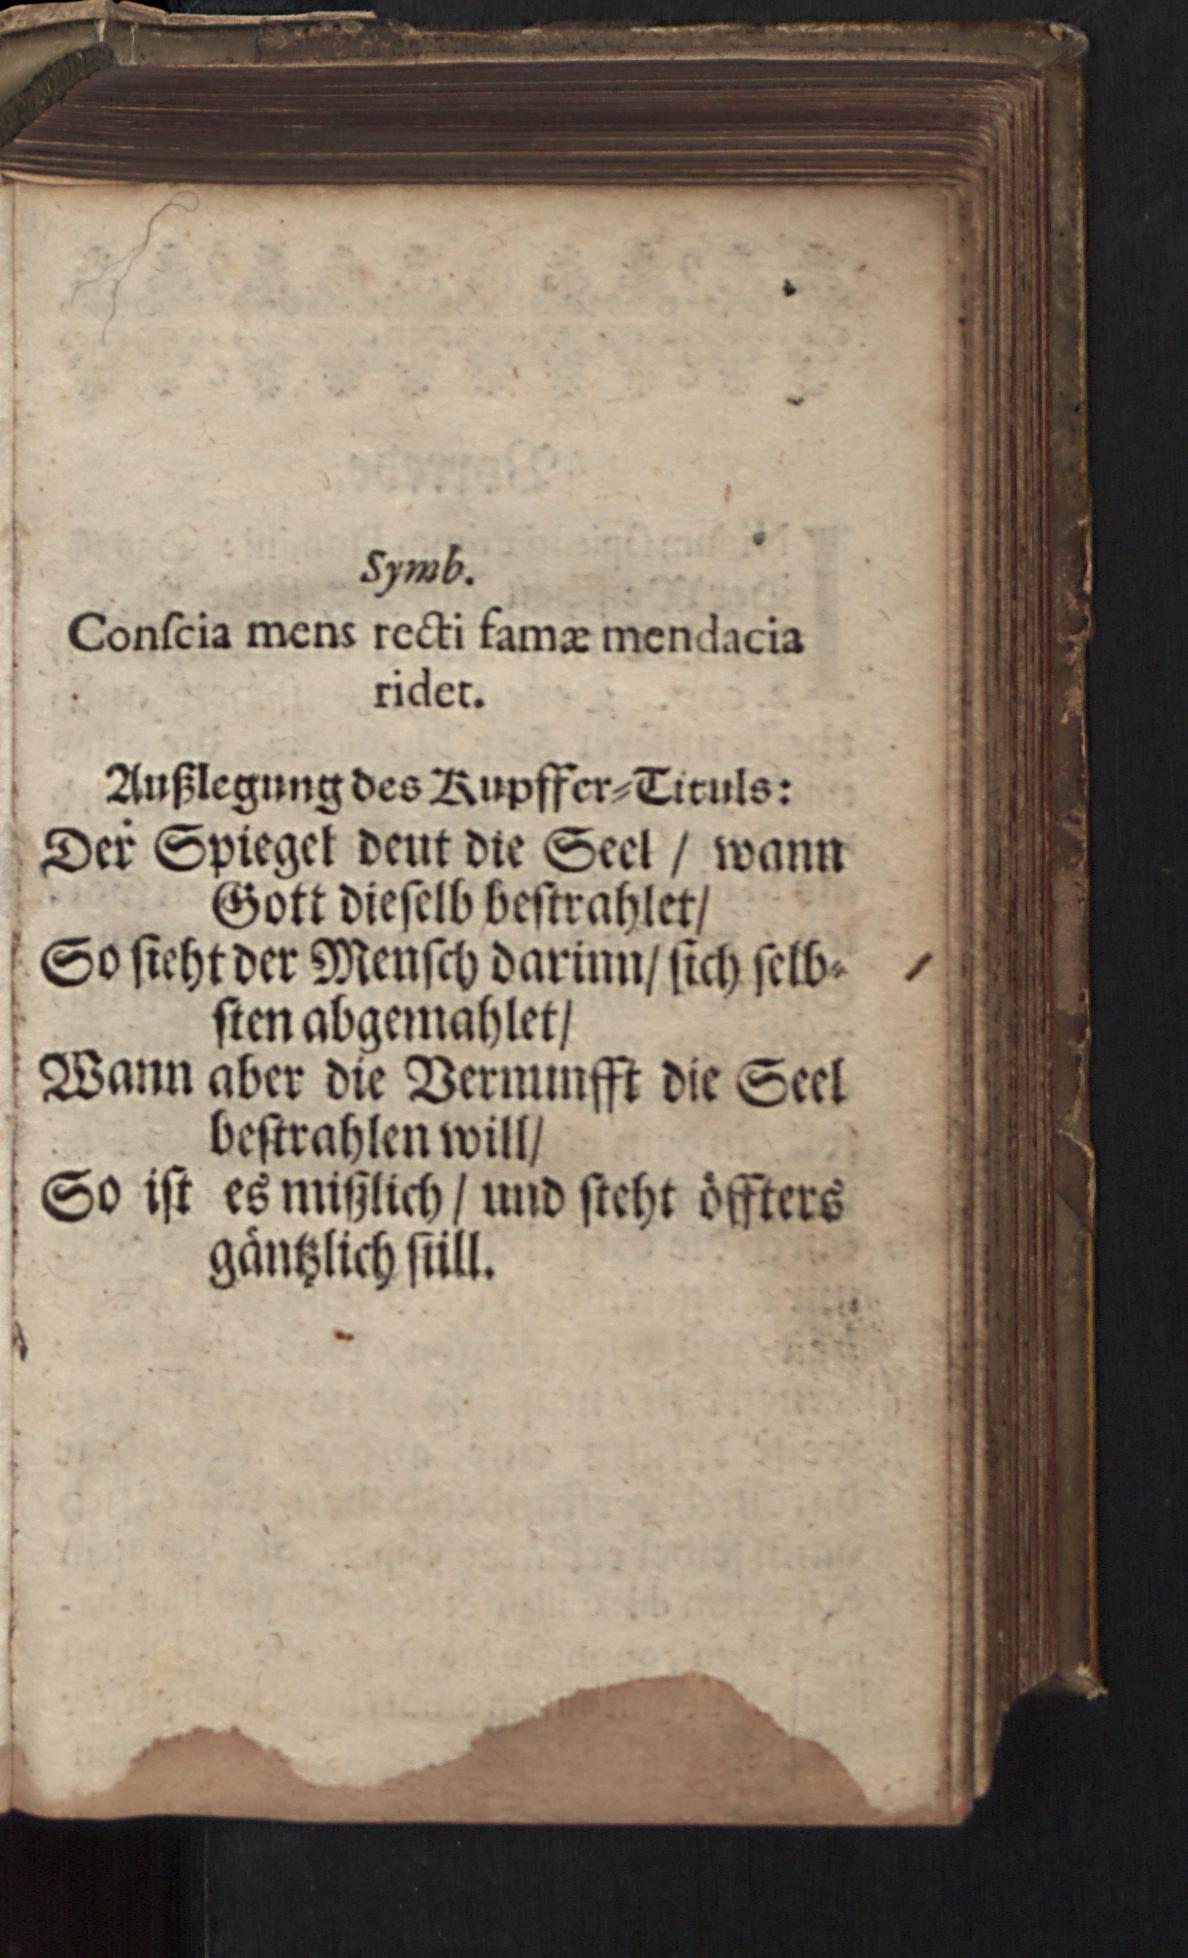 Symb.
Conſcia mens recti famæ mendacia
ridet.
Außlegung des Kupffer-Tituls:
Der Spiegel deut die Seel / wann
Gott dieſelb beſtrahlet/
So ſieht der Menſch darinn/ ſich ſelb-
ſten abgemahlet/
Wann aber die Vernunfft die Seel
beſtrahlen will/
So iſt es mißlich / und ſteht öffters
gäntzlich ſtill.